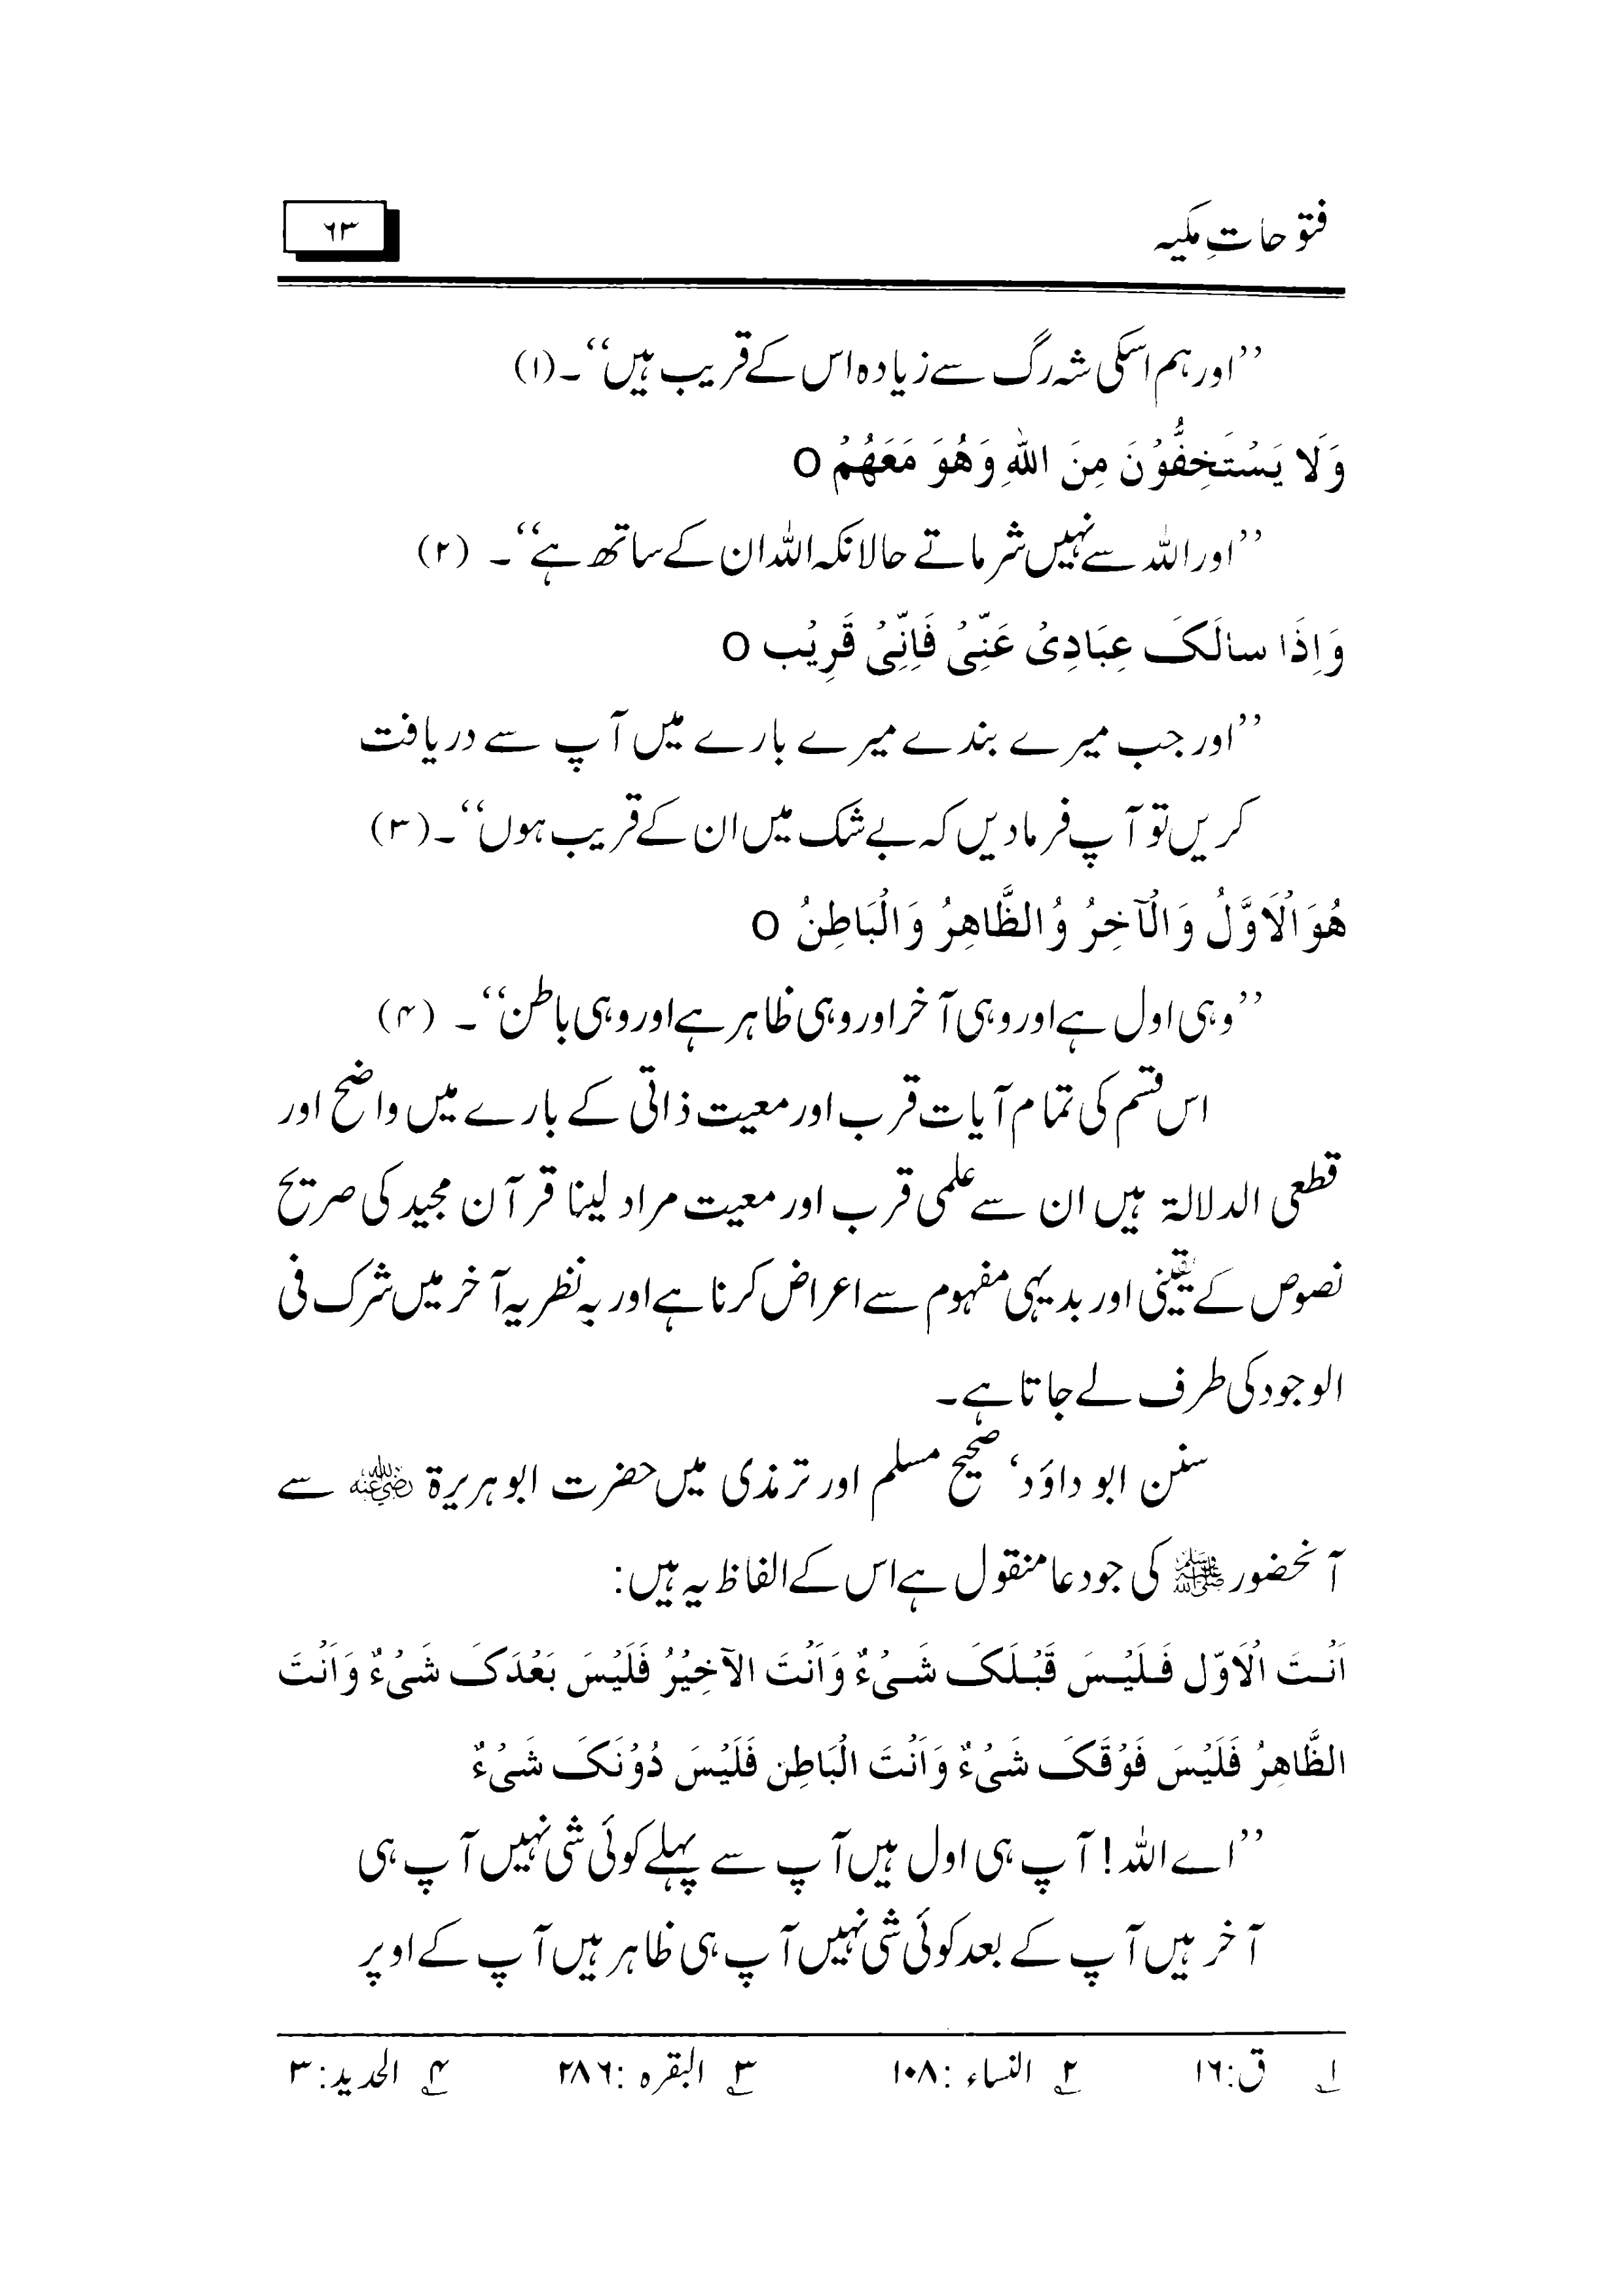 فتوحاتِ مکیہ
۶۳
’’اور ہم اسکی شہ رگ سے زیادہ اس کے قریب ہیں‘‘۔(۱)
وَلَا یَسْتَخِفُّوْنَ مِنَ اللّٰهِ وَهُوَ مَعَهُمْ O
’’اور اللہ سے نہیں شرماتے حالانکہ اللہ ان کے ساتھ ہے‘‘۔ (۲)
وَاِذَا سالَکَ عِبَادِیْ عَنِّیْ فَاِنِّیْ قَرِیْب O
’’اور جب میرے بندے میرے بارے میں آپ سے دریافت
کریں تو آپ فرمادیں کہ بے شک میں ان کے قریب ہوں‘‘۔(۳)
هُوَ الْاَوَّلُ وَالْآخِرُ وُالظَّاهِرُ وَالْبَاطِنُ O
’’وہی اول ہے اور وہی آخر اور وہی ظاہر ہے اور وہی باطن‘‘۔ (۴)
اس قسم کی تمام آیات قرب اور معیت ذاتی کے بارے میں واضح اور
قطعی الدلالۃ ہیں ان سے علمی قرب اور معیت مراد لینا قرآن مجید کی صریح
نصوص کے یقینی اور بدیہی مفہوم سے اعراض کرنا ہے اور یہ نظریہ آخر میں شرک فی
الوجود کی طرف لے جاتا ہے۔
سنن ابو داؤد، صحیح مسلم اور ترمذی میں حضرت ابو ہریرۃ رضی اللہ عنہ سے
آنحضور ﷺ کی جو دعا منقول ہے اس کے الفاظ یہ ہیں:
اَنْتَ الْاَوّل فَلَیْسَ قَبْلَکَ شَیْءٌ وَاَنْتَ الآخِیْرُ فَلَیْسَ بَعْدَکَ شَیْءٌ وَاَنْتَ
الظَّاهِرُ فَلَیْسَ فَوْقَکَ شَیْءٌ وَاَنْتَ الْبَاطِن فَلَیْسَ دُوْنَکَ شَیْءٌ
’’اے اللہ! آپ ہی اول ہیں آپ سے پہلے کوئی شی نہیں آپ ہی
آخر ہیں آپ کے بعد کوئی شی نہیں آپ ہی ظاہر ہیں آپ کے اوپر
۱؂ ق:۱۶ ۲؂ النساء :۱۰۸ ۳؂ البقرہ :۲۸۶ ۴؂ الحدید:۳